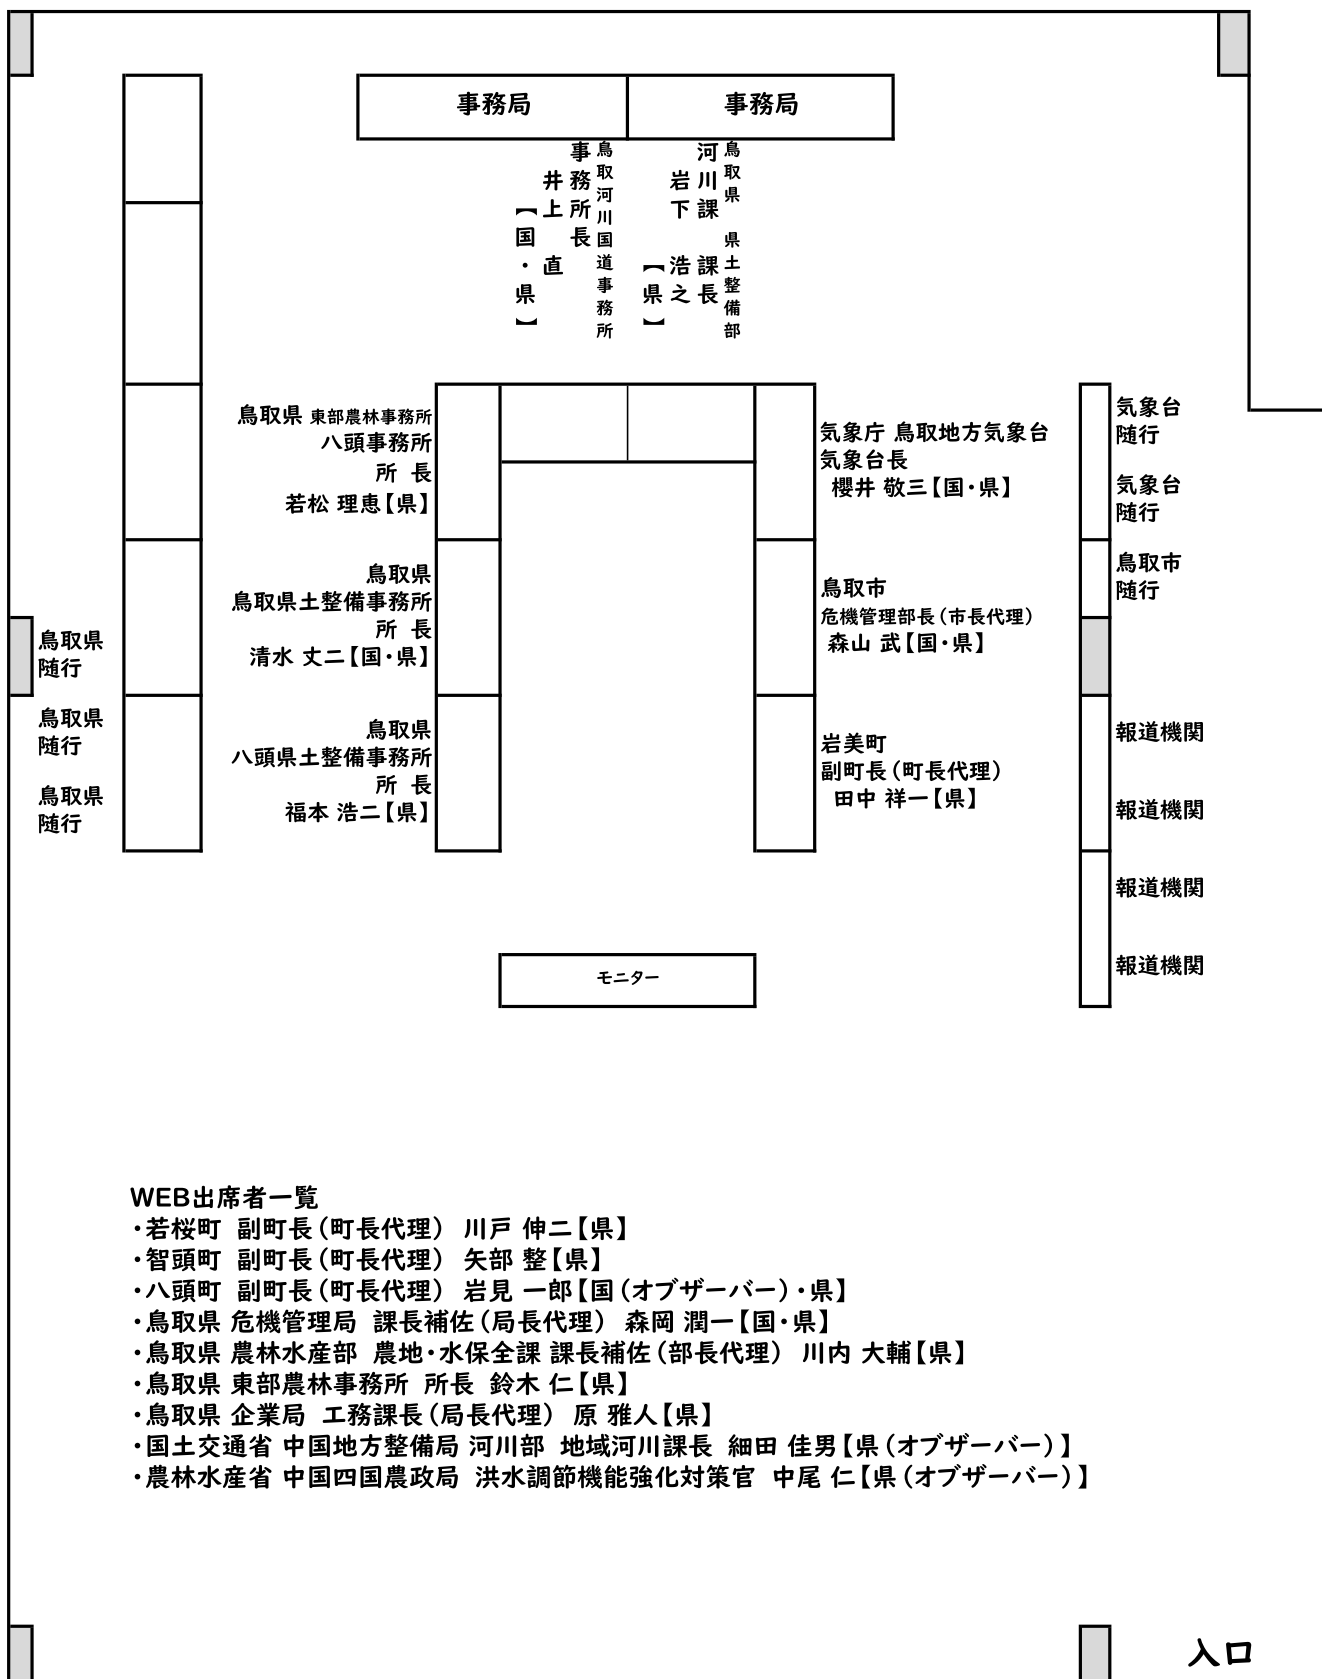 事務局
事務局
鳥取県 県土整備部
河川課 課長
岩下 浩之
【県】
鳥取河川国道事務所
事務所長
井上 直
【国・県】
鳥取県 東部農林事務所
八頭事務所
所 長
若松 理恵【県】
鳥取県
鳥取県土整備事務所
所 長
清水 丈二【国・県】
鳥取県
八頭県土整備事務所
所 長
福本 浩二【県】
気象庁 鳥取地方気象台
気象台長
櫻井 敬三【国・県】
鳥取市
危機管理部長(市長代理)
森山 武【国・県】
岩美町
副町長(町長代理)
田中 祥一【県】
気象台
随行
気象台
随行
鳥取市
随行
報道機関
報道機関
報道機関
報道機関
鳥取県
随行
鳥取県
随行
鳥取県
随行
モニター
WEB出席者一覧
・若桜町 副町長(町長代理) 川戸 伸二【県】
・智頭町 副町長(町長代理) 矢部 整【県】
・八頭町 副町長(町長代理) 岩見 一郎【国(オブザーバー)・県】
・鳥取県 危機管理局 課長補佐(局長代理) 森岡 潤一【国・県】
・鳥取県 農林水産部 農地・水保全課 課長補佐(部長代理) 川内 大輔【県】
・鳥取県 東部農林事務所 所長 鈴木 仁【県】
・鳥取県 企業局 工務課長(局長代理) 原 雅人【県】
・国土交通省 中国地方整備局 河川部 地域河川課長 細田 佳男【県(オブザーバー)】
・農林水産省 中国四国農政局 洪水調節機能強化対策官 中尾 仁【県(オブザーバー)】
入口